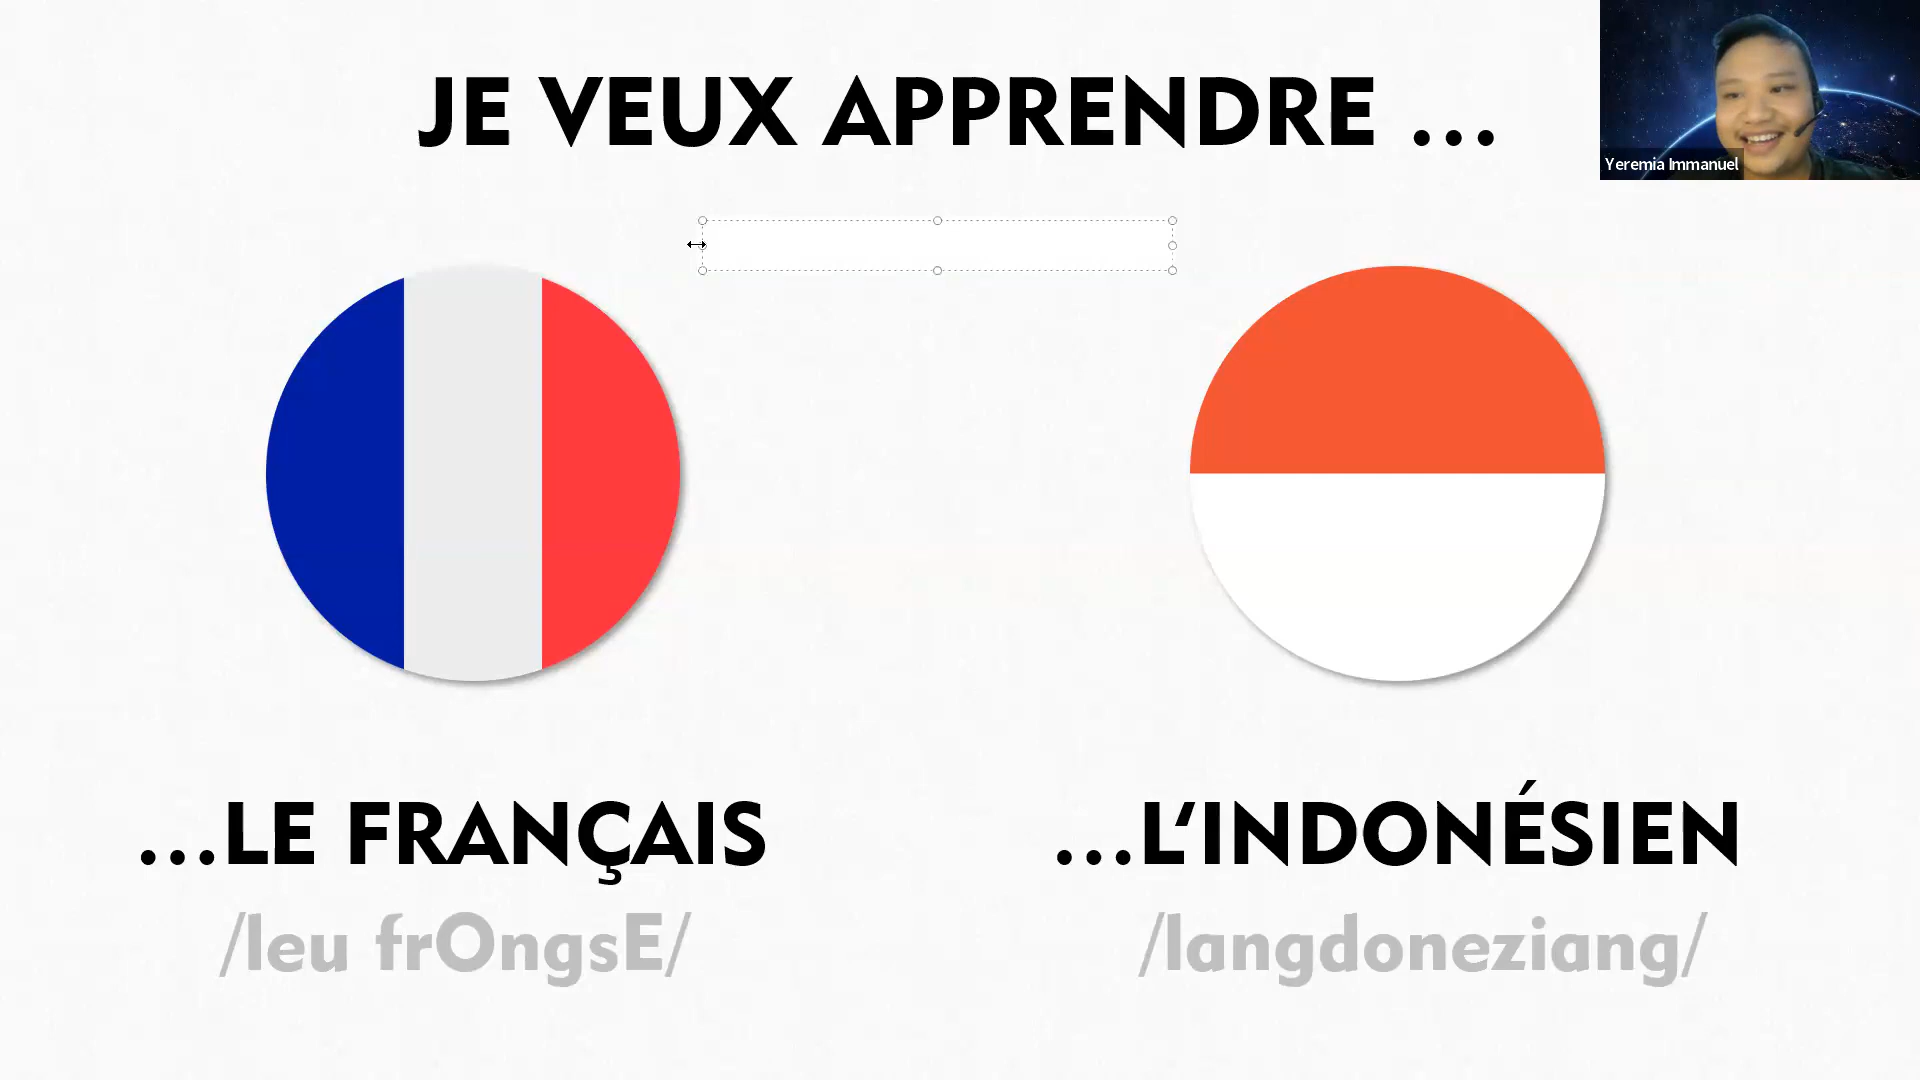 JE VEUX APPRENDRE ...
Yeremia Immanuel
...LE FRANÇAIS
/leu frOngsE/
...L‘INDONÉSIEN
/langdoneziang/